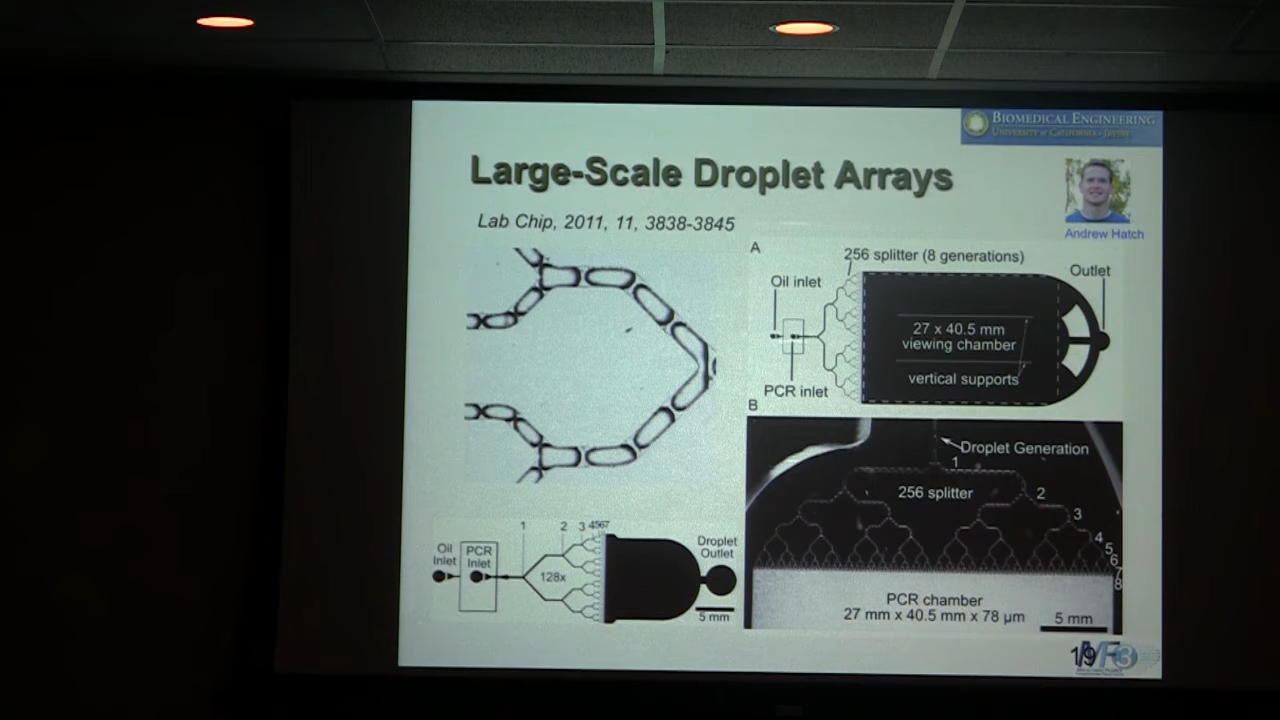 BIOMEDICAL ENGINEERING
UNIVERSITY of CALIFORNIA • IRVINE
Large-Scale Droplet Arrays
Lab Chip, 2011, 11, 3838-3845
Andrew Hatch
A
256 splitter (8 generations)
Oil inlet
Outlet
27 x 40.5 mm
viewing chamber
vertical supports
PCR inlet
B
Droplet Generation
1
256 splitter
2
3
4
5
6
7
8
PCR chamber
27 mm x 40.5 mm x 78 µm
5 mm
1 2 3 4567
Oil
Inlet
PCR
Inlet
128x
Droplet
Outlet
5 mm
19
MF3